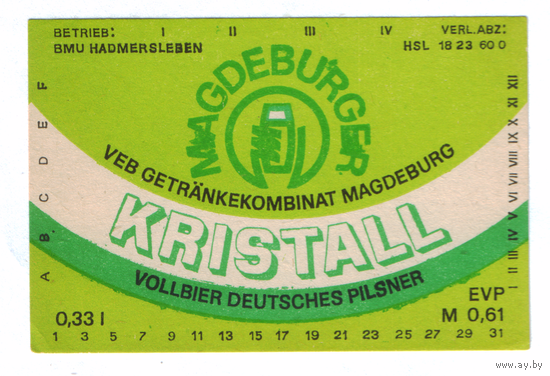 BETRIEB: I II III IV VERL.ABZ:
BMU HADMERSLEBEN HSL 18 23 60 0
MAGDEBURGER
VEB GETRÄNKEKOMBINAT MAGDEBURG
KRISTALL
VOLLBIER DEUTSCHES PILSNER
A B C D E F
I II III IV V VI VII VIII IX X XI XII
0,33 l
EVP
M 0,61
1 3 5 7 9 11 13 15 17 19 21 23 25 27 29 31
www.ay.by